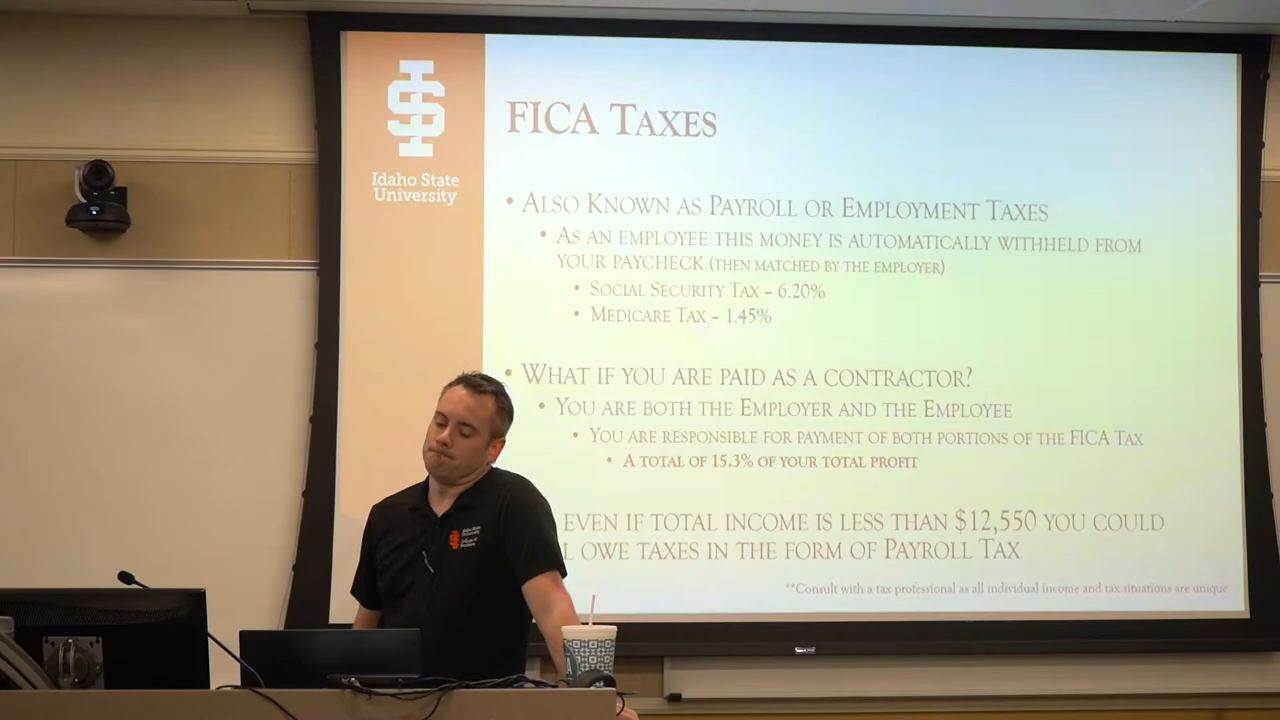 Idaho State
University
FICA TAXES
• ALSO KNOWN AS PAYROLL OR EMPLOYMENT TAXES
• AS AN EMPLOYEE THIS MONEY IS AUTOMATICALLY WITHHELD FROM
YOUR PAYCHECK (THEN MATCHED BY THE EMPLOYER)
• SOCIAL SECURITY TAX – 6.20%
• MEDICARE TAX – 1.45%
• WHAT IF YOU ARE PAID AS A CONTRACTOR?
• YOU ARE BOTH THE EMPLOYER AND THE EMPLOYEE
• YOU ARE RESPONSIBLE FOR PAYMENT OF BOTH PORTIONS OF THE FICA TAX
• A TOTAL OF 15.3% OF YOUR TOTAL PROFIT
EVEN IF TOTAL INCOME IS LESS THAN $12,550 YOU COULD
L OWE TAXES IN THE FORM OF PAYROLL TAX
**Consult with a tax professional as all individual income and tax situations are unique
Idaho State
University